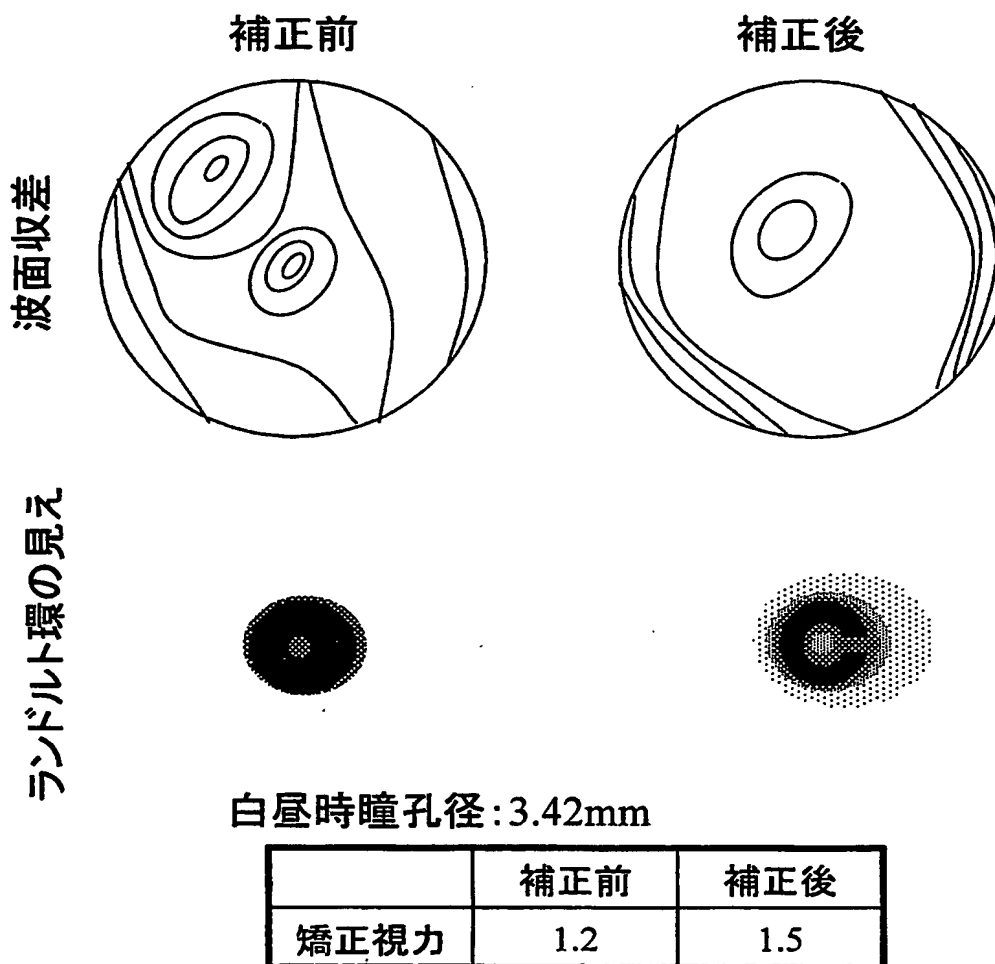 補正前 補正後
波面収差
ランドルト環の見え
白昼時瞳孔径:3.42mm
補正前 補正後
矯正視力 1.2 1.5